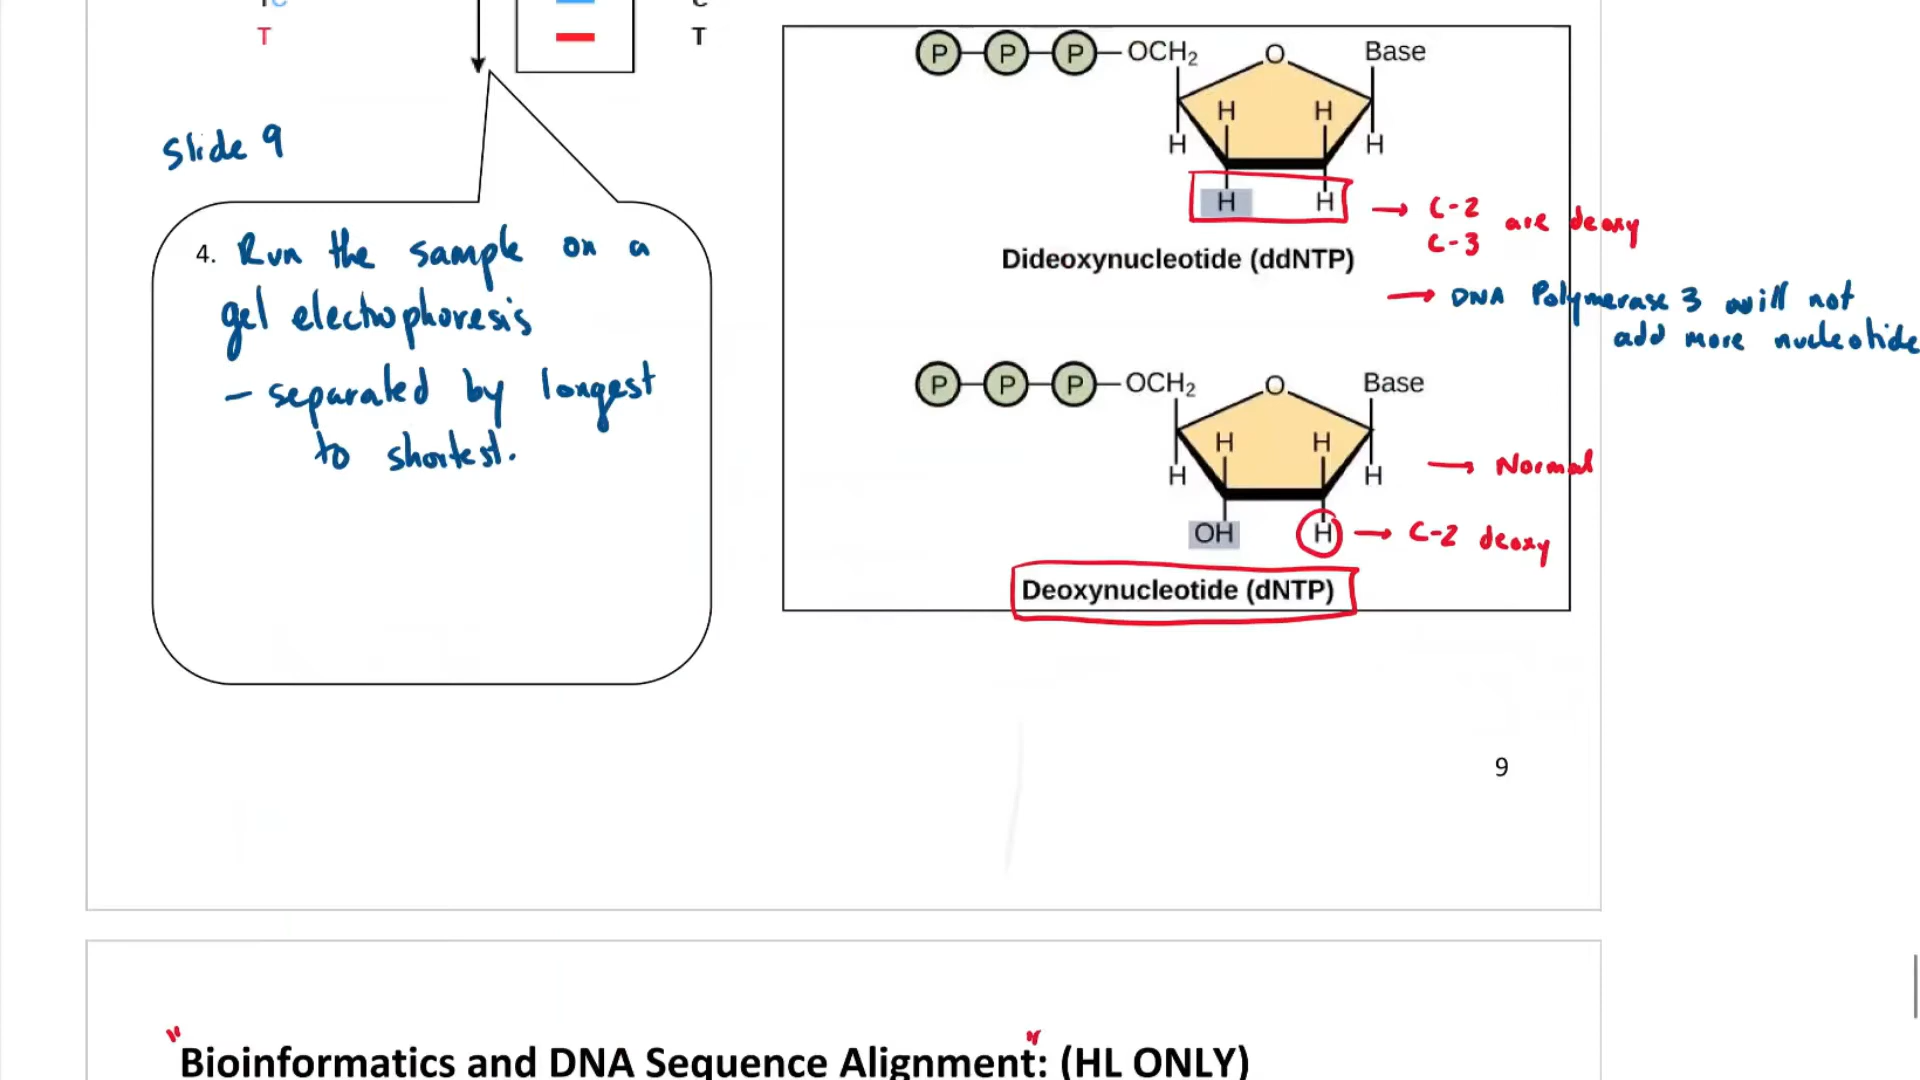 T
T
Slide 9
4. Run the sample on a
gel electrophoresis
– separated by longest
to shortest.
P P P OCH₂ O Base
H H
H H
H H
→ C-2
C-3
are deoxy
Dideoxynucleotide (ddNTP)
→ DNA Polymerase 3 will not
add more nucleotide
P P P OCH₂ O Base
H H
H H
→ Normal
OH H → C-2 deoxy
Deoxynucleotide (dNTP)
9
"Bioinformatics and DNA Sequence Alignment": (HL ONLY)